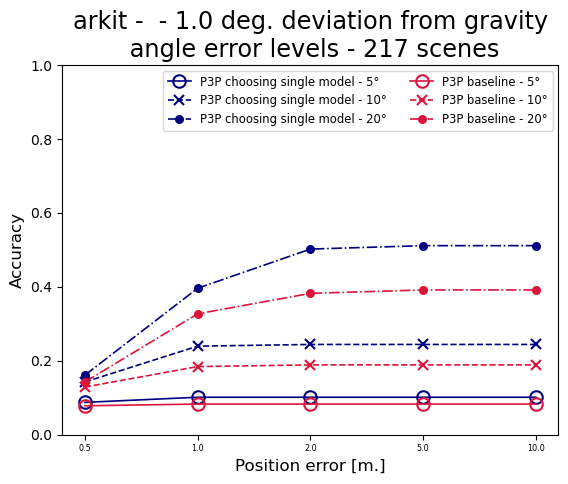 arkit -  - 1.0 deg. deviation from gravity
angle error levels - 217 scenes
P3P choosing single model - 5°
P3P choosing single model - 10°
P3P choosing single model - 20°
P3P baseline - 5°
P3P baseline - 10°
P3P baseline - 20°
Accuracy
1.0
0.8
0.6
0.4
0.2
0.0
0.5 1.0 2.0 5.0 10.0
Position error [m.]